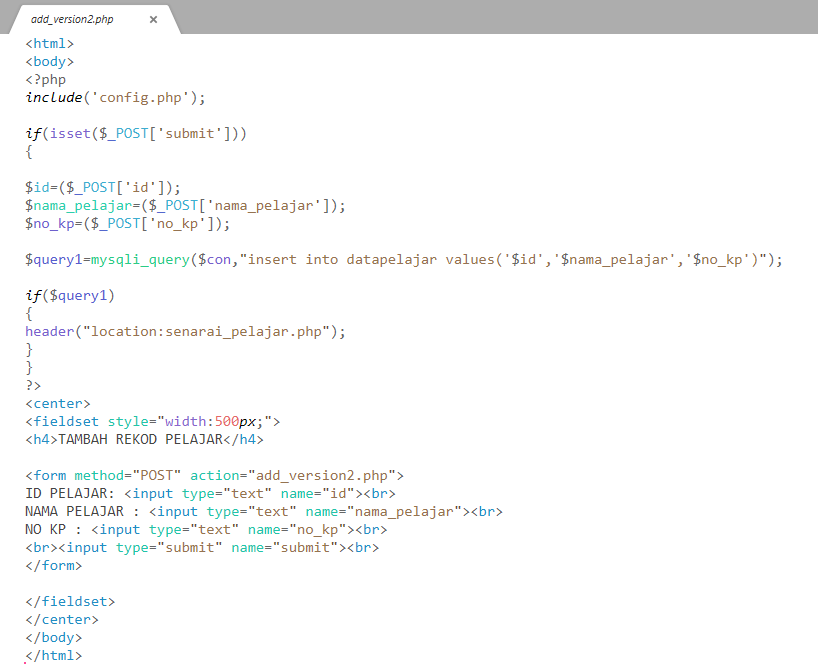 add_version2.php ×
<html>
<body>
<?php
include('config.php');
if(isset($_POST['submit']))
{
$id=($_POST['id']);
$nama_pelajar=($_POST['nama_pelajar']);
$no_kp=($_POST['no_kp']);
$query1=mysqli_query($con,"insert into datapelajar values('$id','$nama_pelajar','$no_kp')");
if($query1)
{
header("location:senarai_pelajar.php");
}
}
?>
<center>
<fieldset style="width:500px;">
<h4>TAMBAH REKOD PELAJAR</h4>
<form method="POST" action="add_version2.php">
ID PELAJAR: <input type="text" name="id"><br>
NAMA PELAJAR : <input type="text" name="nama_pelajar"><br>
NO KP : <input type="text" name="no_kp"><br>
<br><input type="submit" name="submit"><br>
</form>
</fieldset>
</center>
</body>
</html>